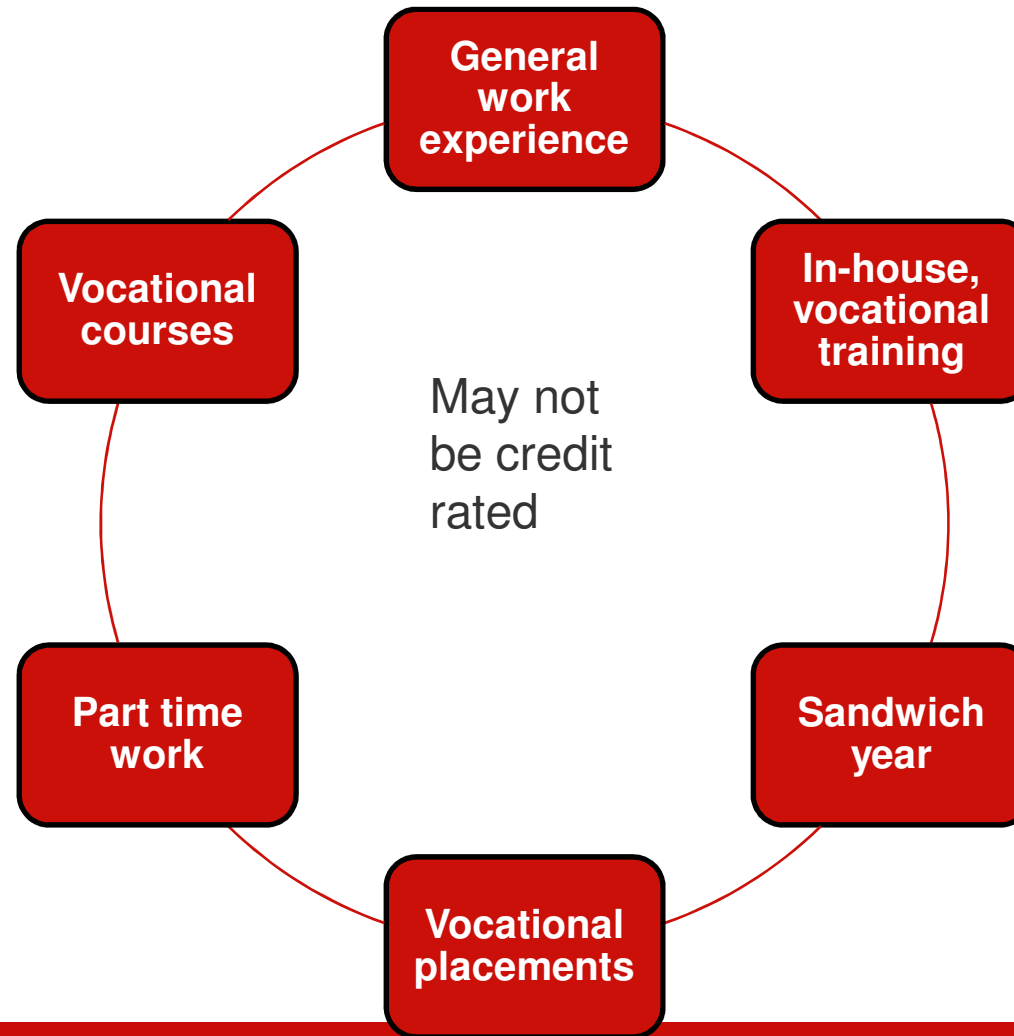 General
work
experience
In-house,
vocational
training
Sandwich
year
Vocational
placements
Part time
work
Vocational
courses
May not
be credit
rated